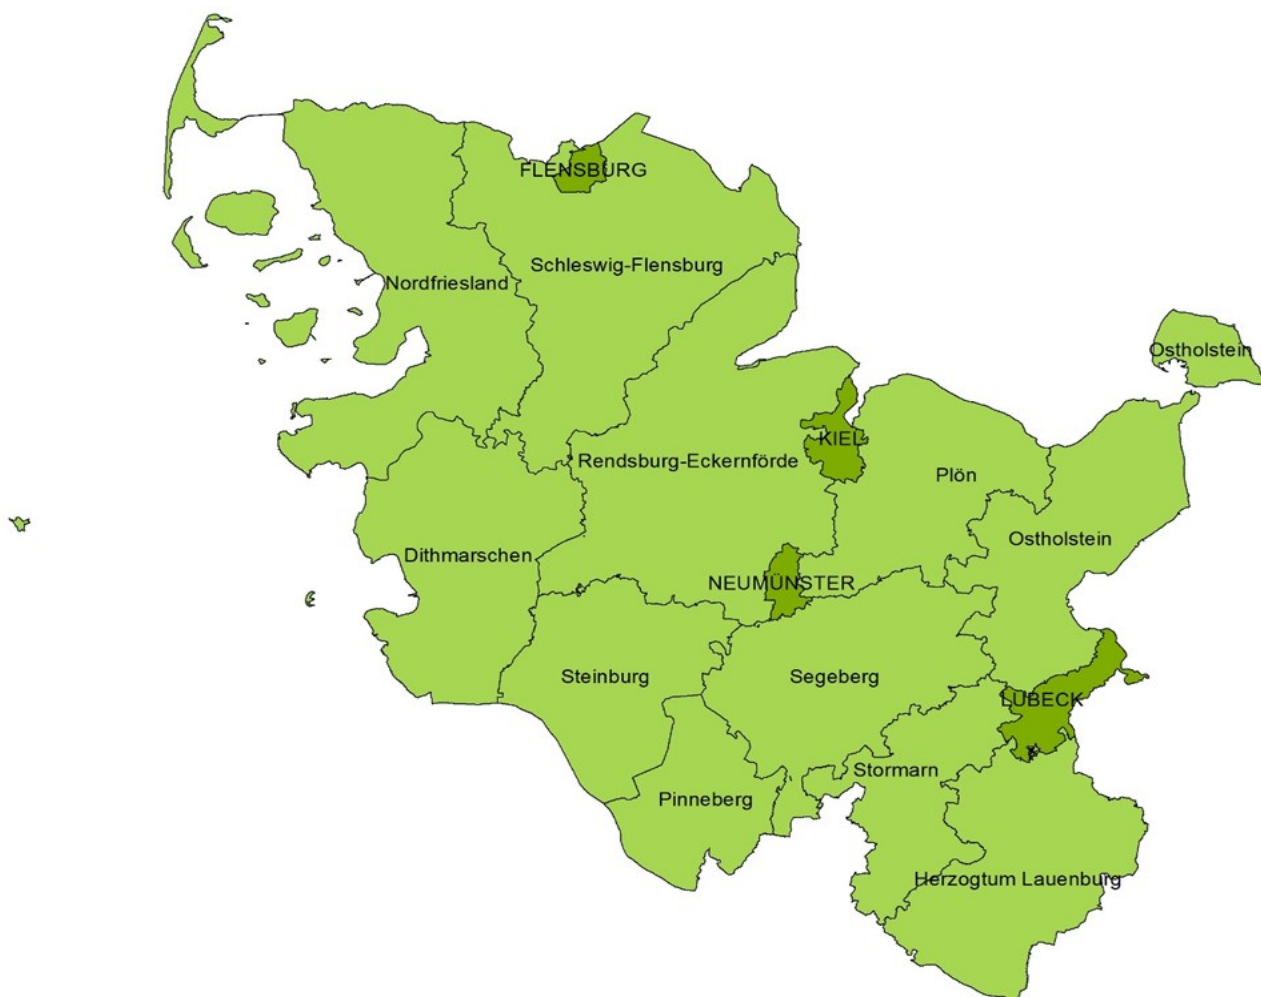 FLENSBURG
Schleswig-Flensburg
Nordfriesland
Ostholstein
KIEL
Rendsburg-Eckernförde
Plön
Ostholstein
Dithmarschen
NEUMÜNSTER
Steinburg
Segeberg
LÜBECK
Stormarn
Pinneberg
Herzogtum Lauenburg